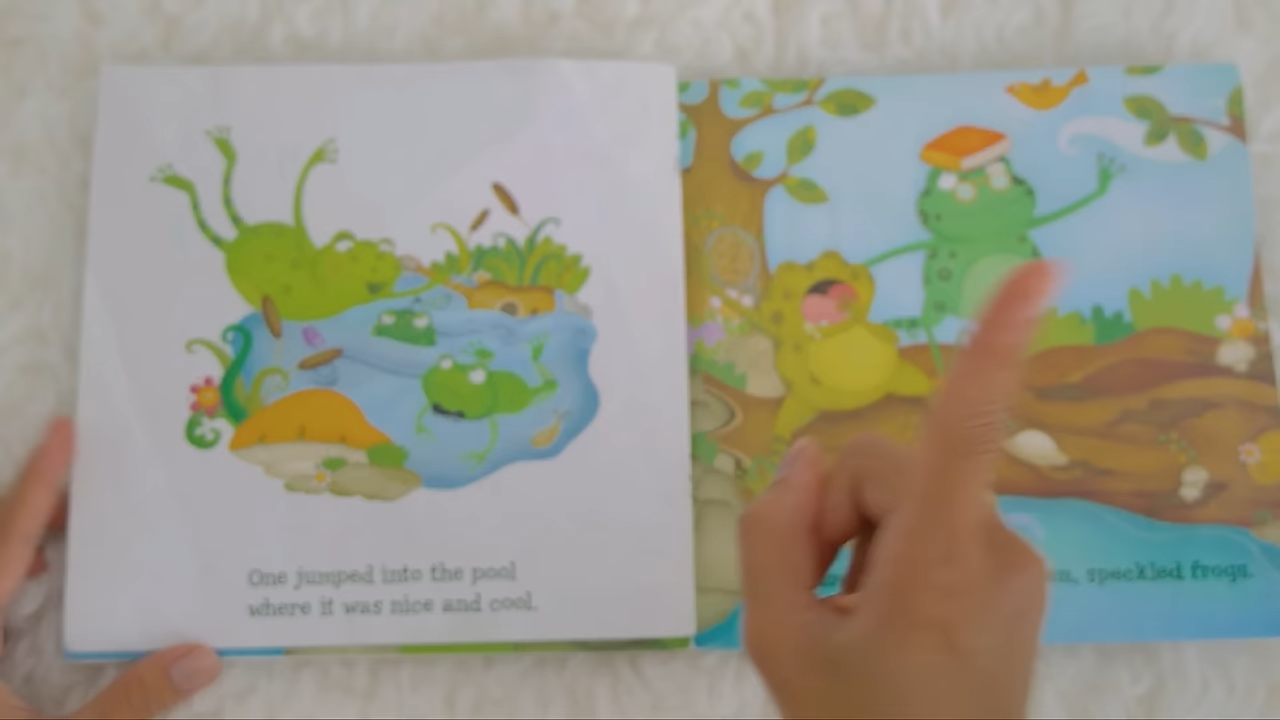 One jumped into the pool
where it was nice and cool,
speckled frogs.